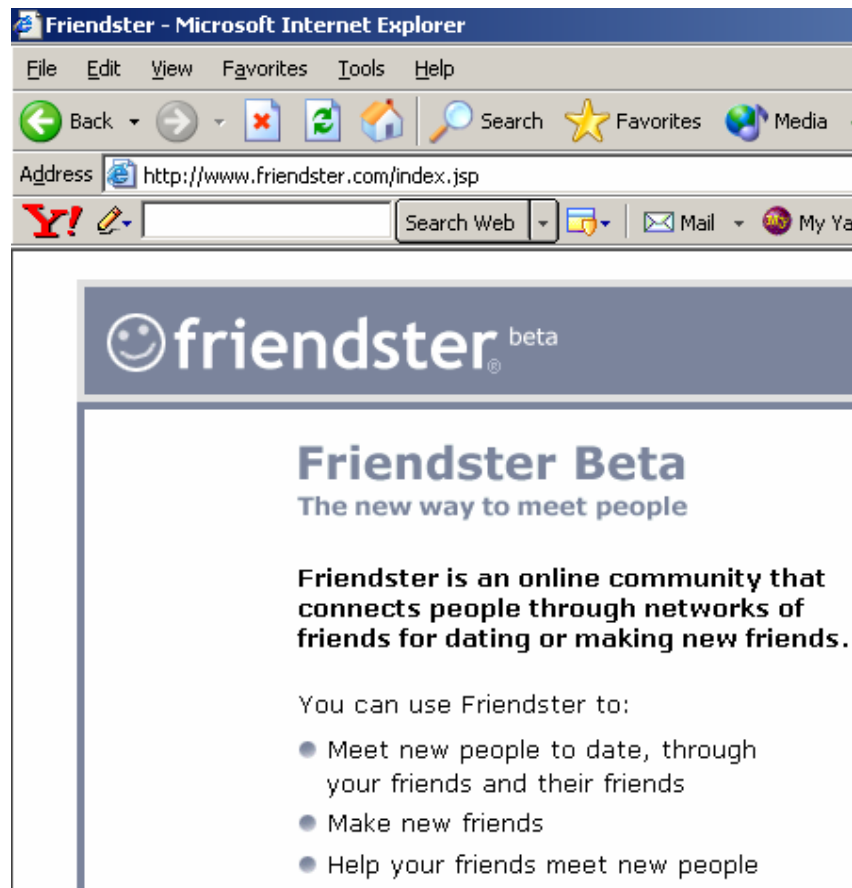 Friendster - Microsoft Internet Explorer
File Edit View Favorites Tools Help
Back Search Favorites Media
Address http://www.friendster.com/index.jsp
Y! Search Web Mail My Ya
friendster® beta
Friendster Beta
The new way to meet people
Friendster is an online community that
connects people through networks of
friends for dating or making new friends.
You can use Friendster to:
Meet new people to date, through
your friends and their friends
Make new friends
Help your friends meet new people